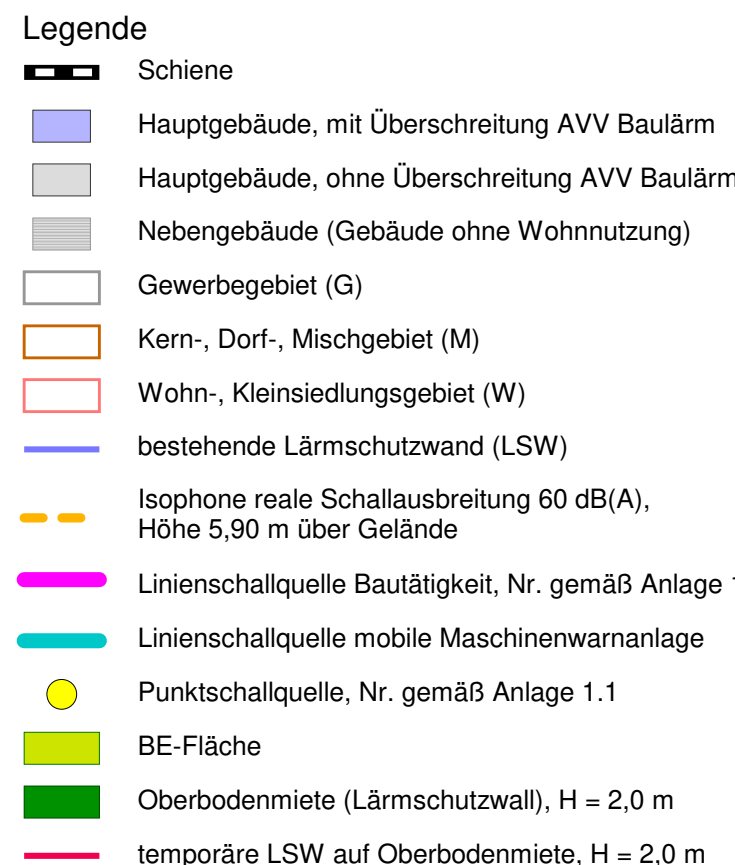 Legende
Schiene
Hauptgebäude, mit Überschreitung AVV Baulärm
Hauptgebäude, ohne Überschreitung AVV Baulärm
Nebengebäude (Gebäude ohne Wohnnutzung)
Gewerbegebiet (G)
Kern-, Dorf-, Mischgebiet (M)
Wohn-, Kleinsiedlungsgebiet (W)
bestehende Lärmschutzwand (LSW)
Isophone reale Schallausbreitung 60 dB(A),
Höhe 5,90 m über Gelände
Linienschallquelle Bautätigkeit, Nr. gemäß Anlage
Linienschallquelle mobile Maschinenwarnanlage
Punktschallquelle, Nr. gemäß Anlage 1.1
BE-Fläche
Oberbodenmiete (Lärmschutzwall), H = 2,0 m
temporäre LSW auf Oberbodenmiete, H = 2,0 m